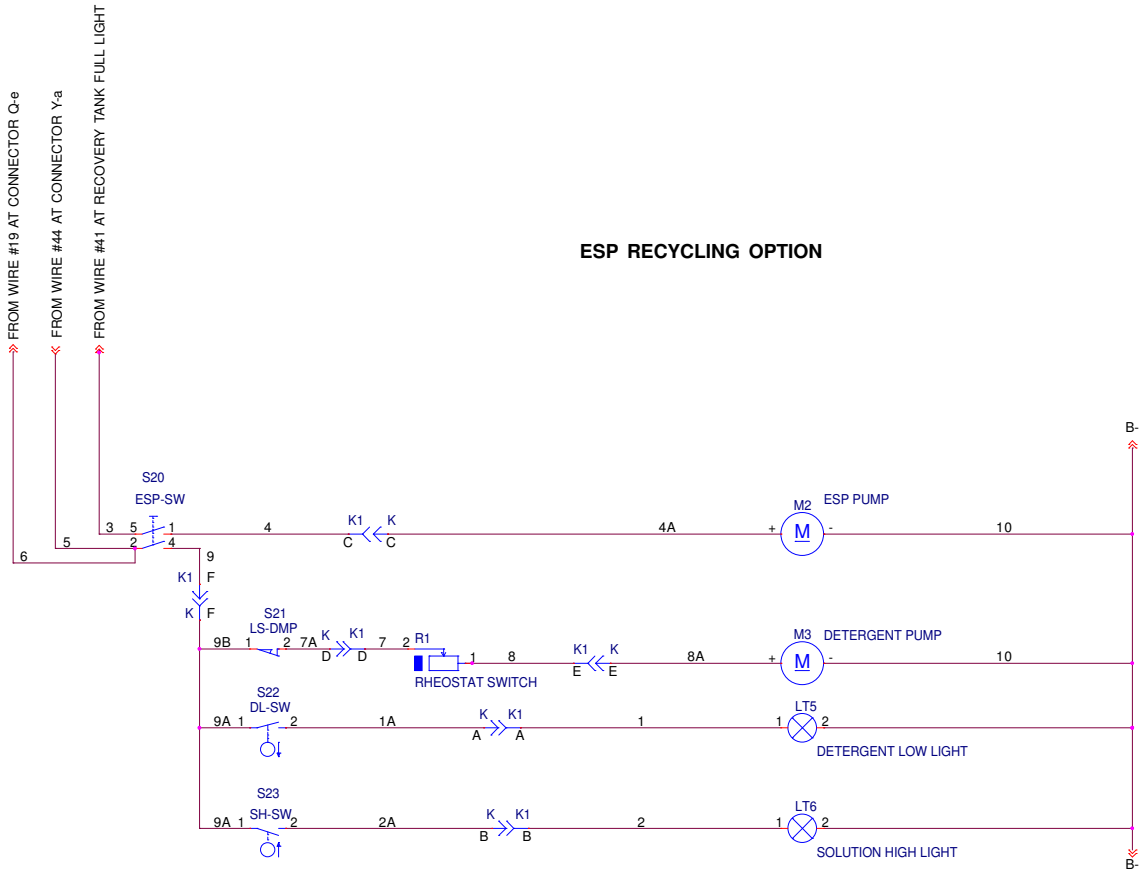 FROM WIRE #19 AT CONNECTOR Q-e
FROM WIRE #44 AT CONNECTOR Y-a
FROM WIRE #41 AT RECOVERY TANK FULL LIGHT
ESP RECYCLING OPTION
B-
S20
ESP-SW
3 5 1 4 K1 K 4A + M2 M - ESP PUMP 10
C C
5 2 4
6
9
K1 F
K F
S21
LS-DMP
9B 1 2 7A K K1 7 2 R1
D D
1 8 K1 K 8A + M3 M - DETERGENT PUMP 10
E E
RHEOSTAT SWITCH
S22
DL-SW
9A 1 2 1A K K1 1 1 LT5 2
A A
DETERGENT LOW LIGHT
S23
SH-SW
9A 1 2 2A K K1 2 1 LT6 2
B B
SOLUTION HIGH LIGHT
B-